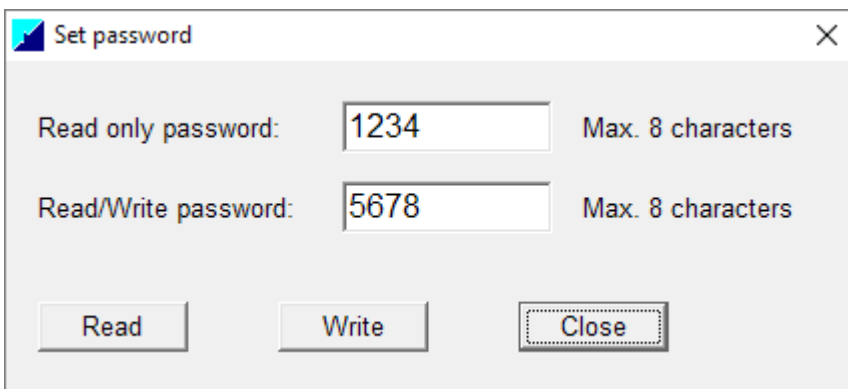 Set password
Read only password: 1234 Max. 8 characters
Read/Write password: 5678 Max. 8 characters
Read Write Close